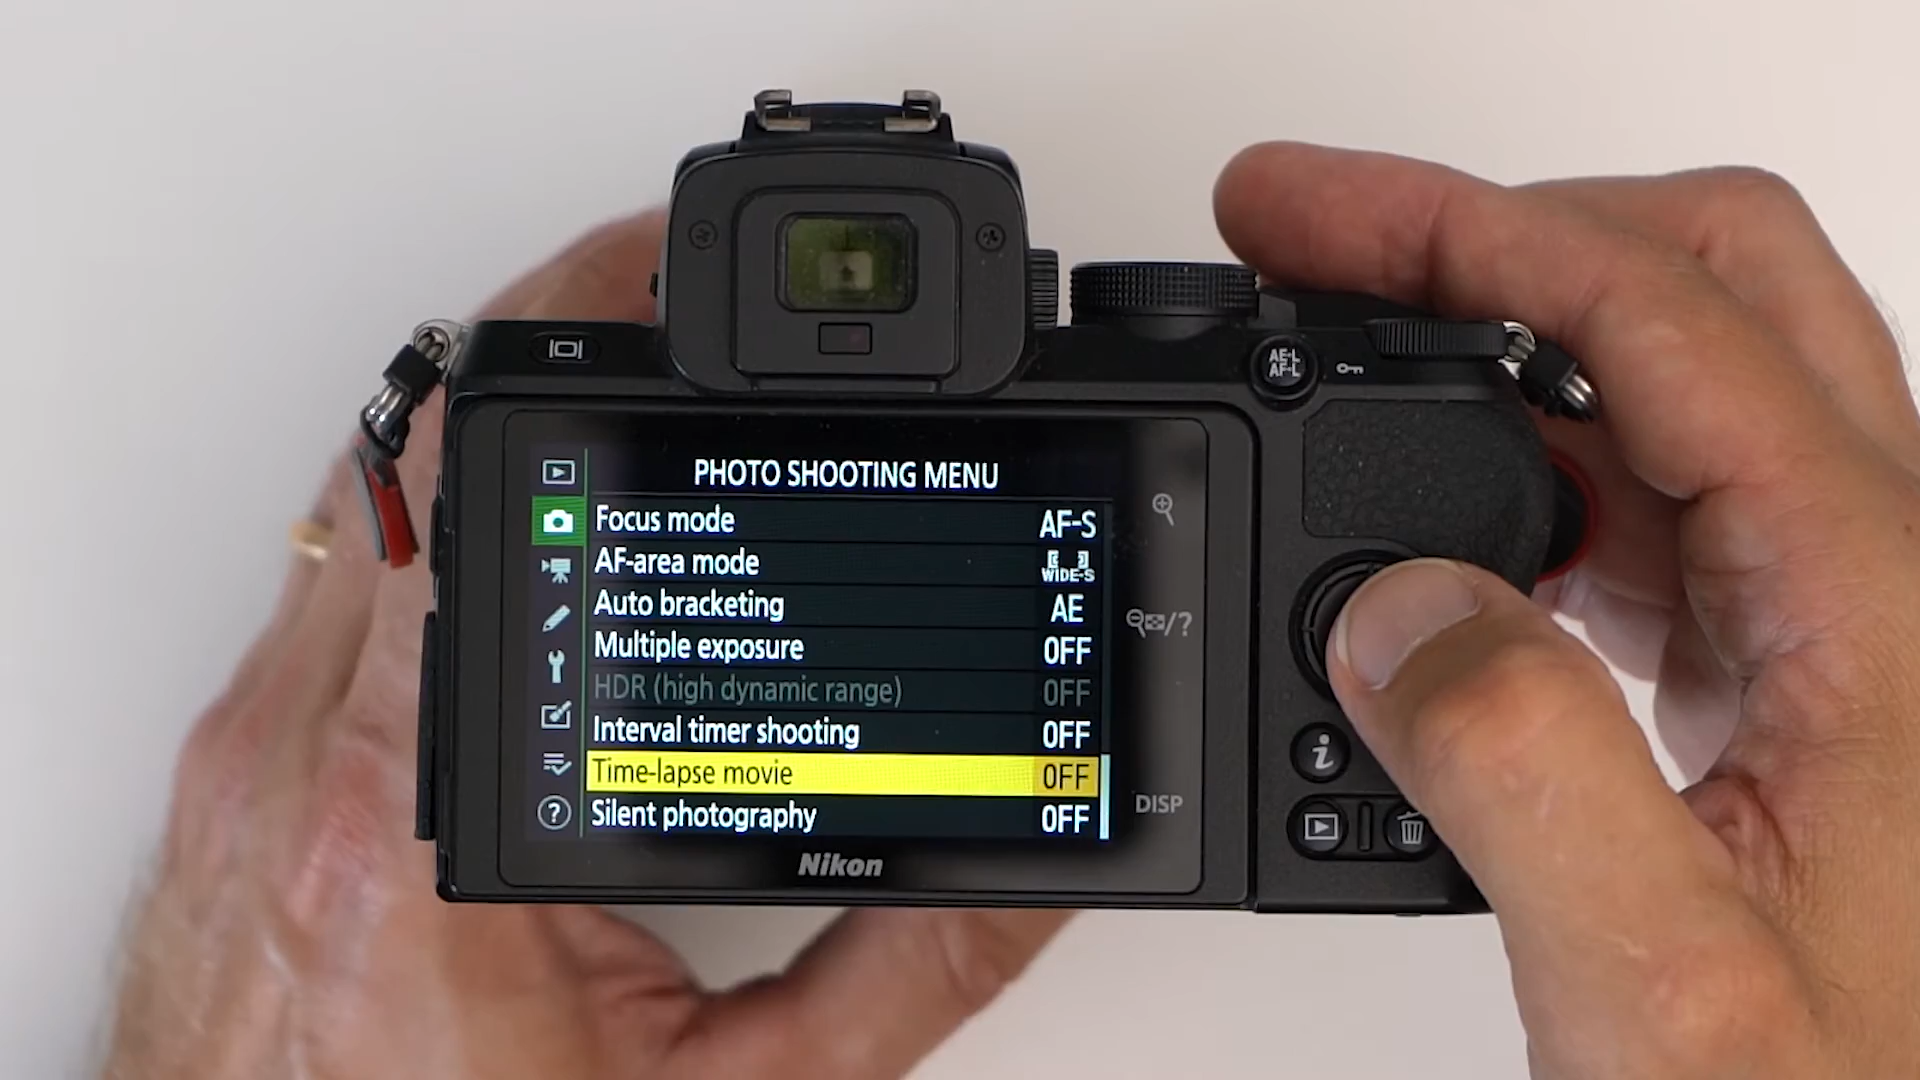 AE-L
AF-L
PHOTO SHOOTING MENU
Focus mode AF-S
AF-area mode WIDE-S
Auto bracketing AE
Multiple exposure OFF
HDR (high dynamic range) OFF
Interval timer shooting OFF
Time-lapse movie OFF
Silent photography OFF
?
/?
i
DISP
Nikon